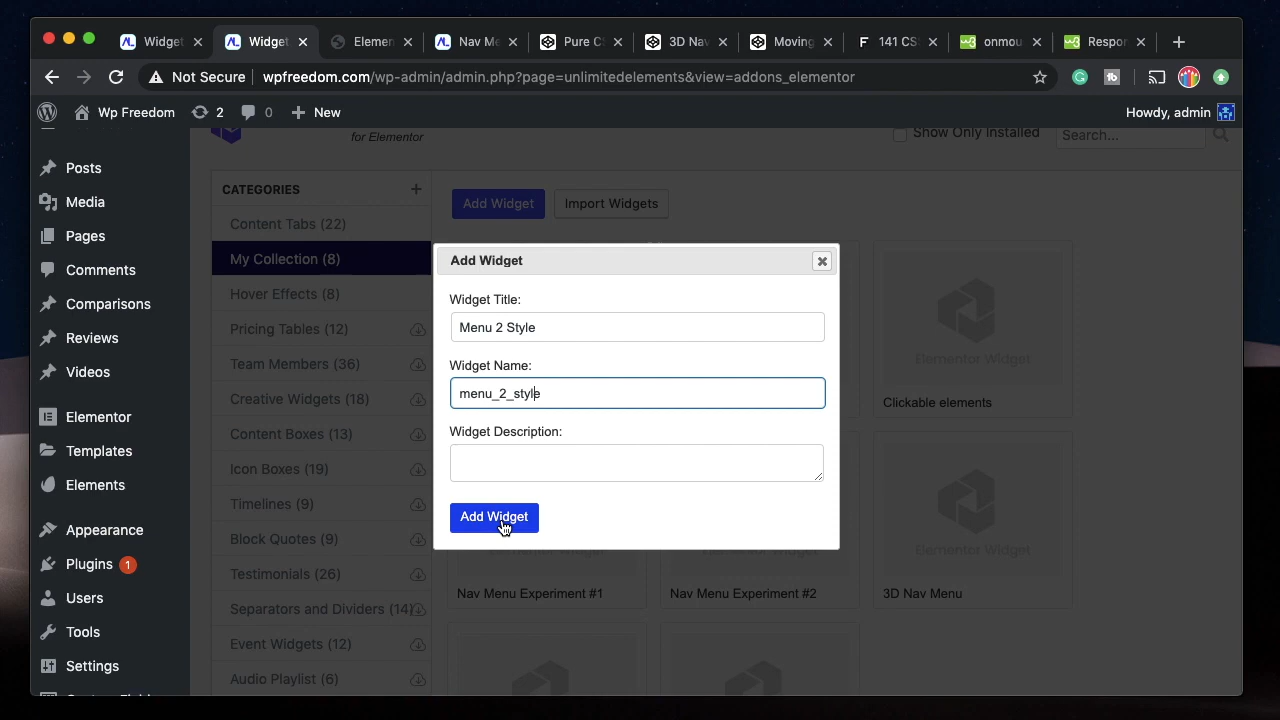 Widget
Widget
Elemen
Nav Me
Pure C
3D Na
Moving
141 CS
onmou
Respor
Not Secure
wpfreedom.com/wp-admin/admin.php?page=unlimitedelements&view=addons_elementor
Wp Freedom
2
0
New
Howdy, admin
Posts
Media
Pages
Comments
Comparisons
Reviews
Videos
Elementor
Templates
Elements
Appearance
Plugins 1
Users
Tools
Settings
for Elementor
Show Only Installed
Search...
CATEGORIES
Content Tabs (22)
My Collection (8)
Hover Effects (8)
Pricing Tables (12)
Team Members (36)
Creative Widgets (18)
Content Boxes (13)
Icon Boxes (19)
Timelines (9)
Block Quotes (9)
Testimonials (26)
Separators and Dividers (14)
Event Widgets (12)
Audio Playlist (6)
Add Widget
Import Widgets
Add Widget
Widget Title:
Menu 2 Style
Widget Name:
menu_2_style
Widget Description:
Add Widget
Elementor Widget
Clickable elements
Elementor Widget
Nav Menu Experiment #1
Nav Menu Experiment #2
3D Nav Menu